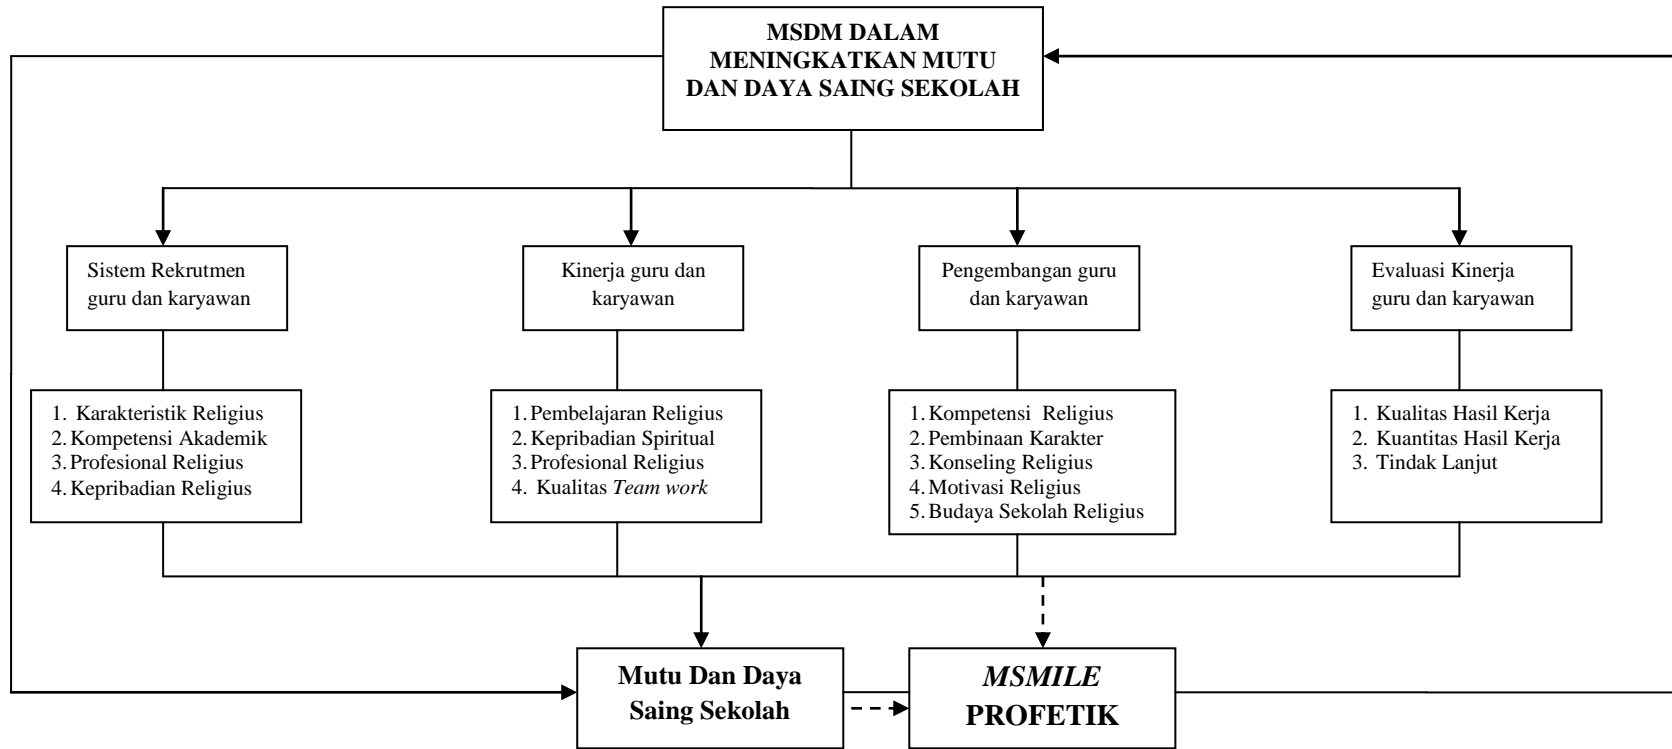 MSDM DALAM
MENINGKATKAN MUTU
DAN DAYA SAING SEKOLAH
Sistem Rekrutmen
guru dan karyawan
Kinerja guru dan
karyawan
Pengembangan guru
dan karyawan
Evaluasi Kinerja
guru dan karyawan
1. Karakteristik Religius
2. Kompetensi Akademik
3. Profesional Religius
4. Kepribadian Religius
1. Pembelajaran Religius
2. Kepribadian Spiritual
3. Profesional Religius
4. Kualitas Team work
1. Kompetensi Religius
2. Pembinaan Karakter
3. Konseling Religius
4. Motivasi Religius
5. Budaya Sekolah Religius
1. Kualitas Hasil Kerja
2. Kuantitas Hasil Kerja
3. Tindak Lanjut
Mutu Dan Daya
Saing Sekolah
MSMILE
PROFETIK